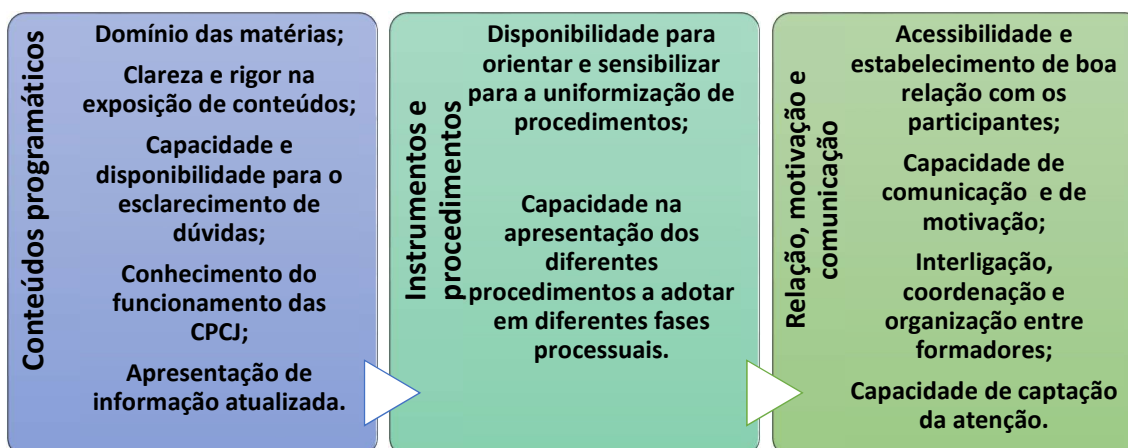 Conteúdos programáticos
Domínio das matérias;
Clareza e rigor na
exposição de conteúdos;
Capacidade e
disponibilidade para o
esclarecimento de
dúvidas;
Conhecimento do
funcionamento das
CPCJ;
Apresentação de
informação atualizada.
Instrumentos e
procedimentos
Disponibilidade para
orientar e sensibilizar
para a uniformização de
procedimentos;
Capacidade na
apresentação dos
diferentes
procedimentos a adotar
em diferentes fases
processuais.
Relação, motivação e
comunicação
Acessibilidade e
estabelecimento de boa
relação com os
participantes;
Capacidade de
comunicação e de
motivação;
Interligação,
coordenação e
organização entre
formadores;
Capacidade de captação
da atenção.